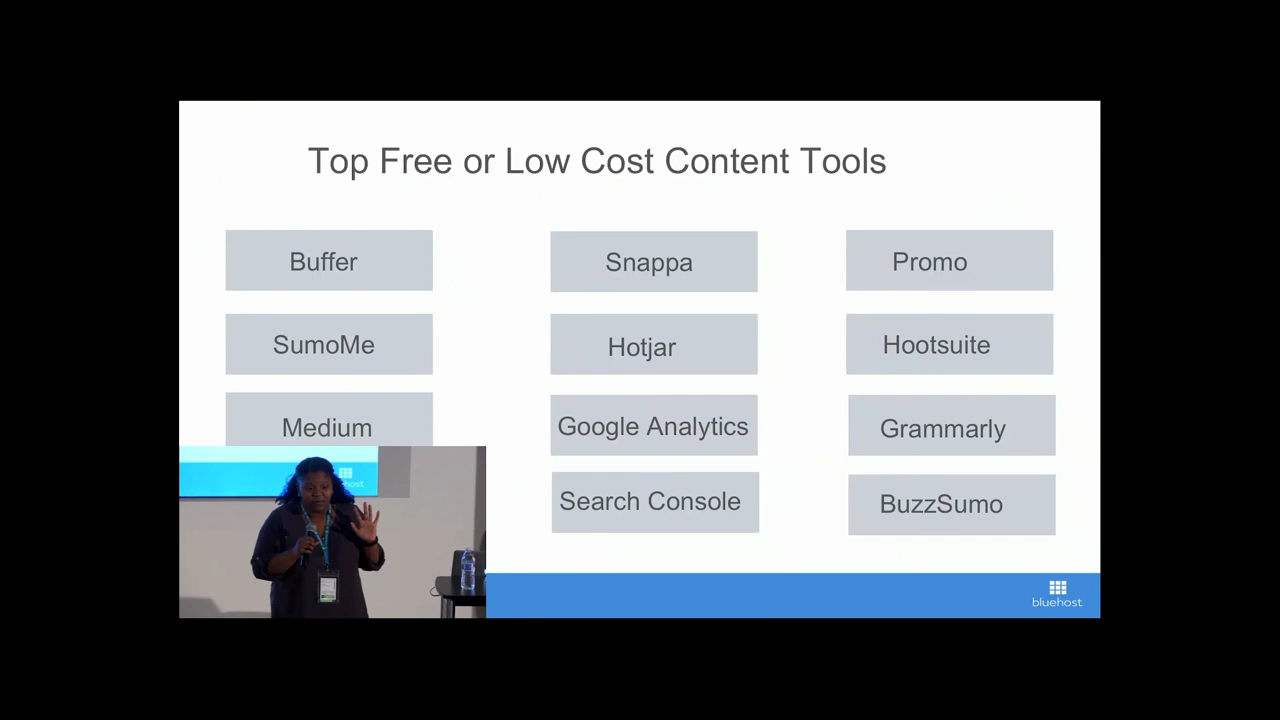 Top Free or Low Cost Content Tools
Buffer
Snappa
Promo
SumoMe
Hotjar
Hootsuite
Medium
Google Analytics
Grammarly
Search Console
BuzzSumo
bluehost